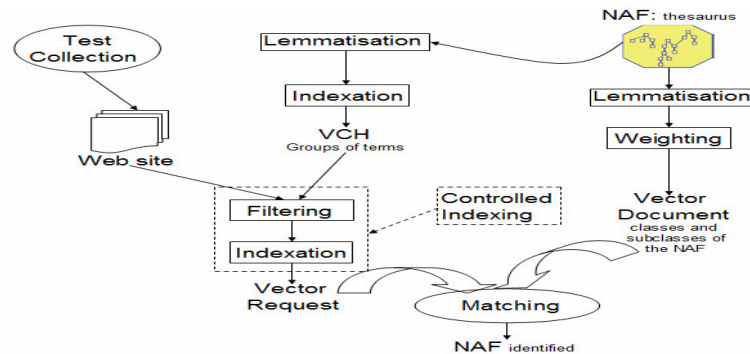 NAF: thesaurus
Test
Collection
Lemmatisation
Indexation
VCH
Groups of terms
Web site
Lemmatisation
Weighting
Vector
Document
classes and
subclasses of
the NAF
Filtering
Indexation
Controlled
Indexing
Vector
Request
Matching
NAF identified